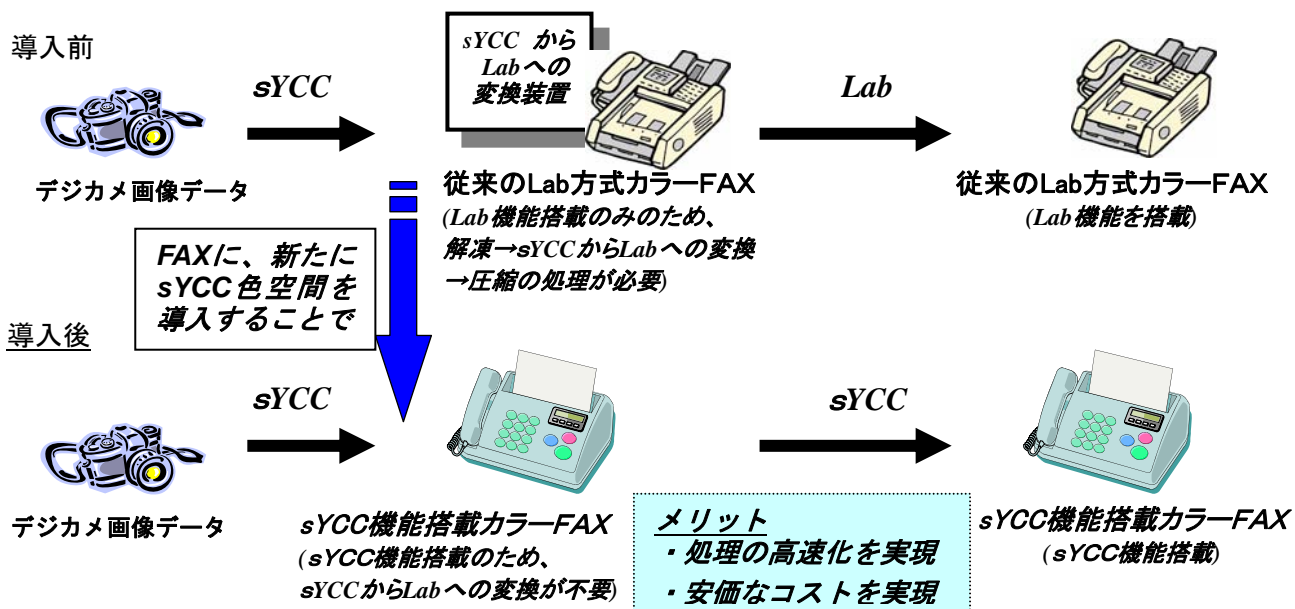 導入前
sYCC
sYCC から
Labへの
変換装置
Lab
デジカメ画像データ
従来のLab方式カラーFAX
(Lab機能搭載のみのため、
解凍→sYCCからLabへの変換
→圧縮の処理が必要)
従来のLab方式カラーFAX
(Lab機能を搭載)
FAXに、新たに
sYCC色空間を
導入することで
導入後
sYCC
sYCC
デジカメ画像データ
sYCC機能搭載カラーFAX
(sYCC機能搭載のため、
sYCCからLabへの変換が不要)
メリット
・処理の高速化を実現
・安価なコストを実現
sYCC機能搭載カラーFAX
(sYCC機能搭載)